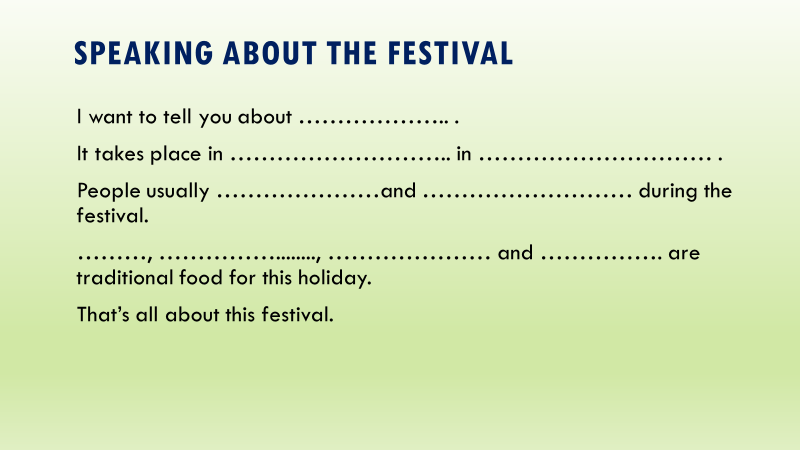 SPEAKING ABOUT THE FESTIVAL
I want to tell you about ……………….. .
It takes place in ……………………….. in ………………………… .
People usually …………………and ……………………… during the
festival.
………, ……………........, ………………… and ……………. are
traditional food for this holiday.
That’s all about this festival.